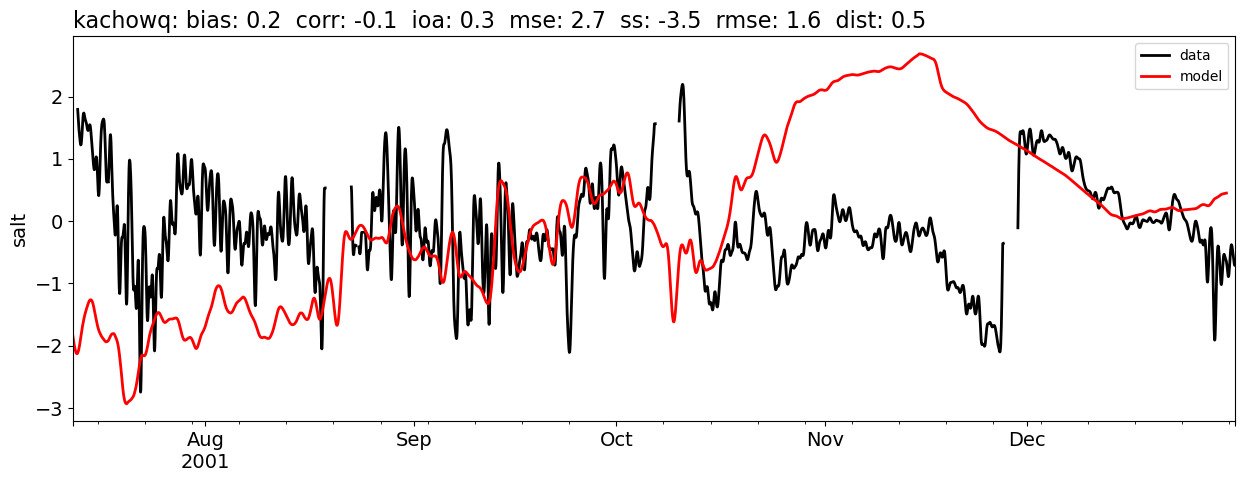 kachowq: bias: 0.2  corr: -0.1  ioa: 0.3  mse: 2.7  ss: -3.5  rmse: 1.6  dist: 0.5
data
model
salt
2
1
0
−1
−2
−3
Aug
2001
Sep
Oct
Nov
Dec